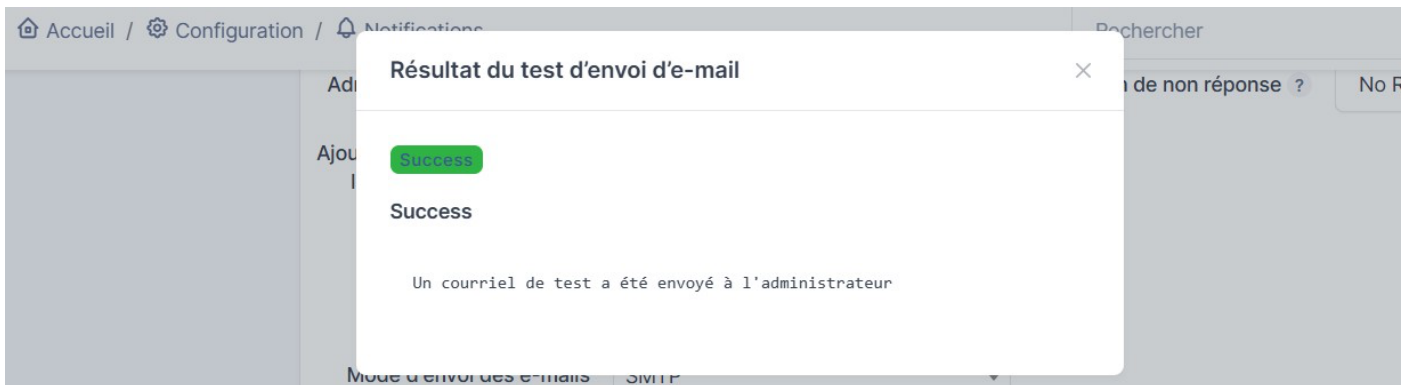 Accueil / Configuration / Notifications
Rechercher
Résultat du test d’envoi d’e-mail
de non réponse ?
No R
Ajou
Success
Success
Un courriel de test a été envoyé à l'administrateur
Mode d'envoi des e-mails SMTP